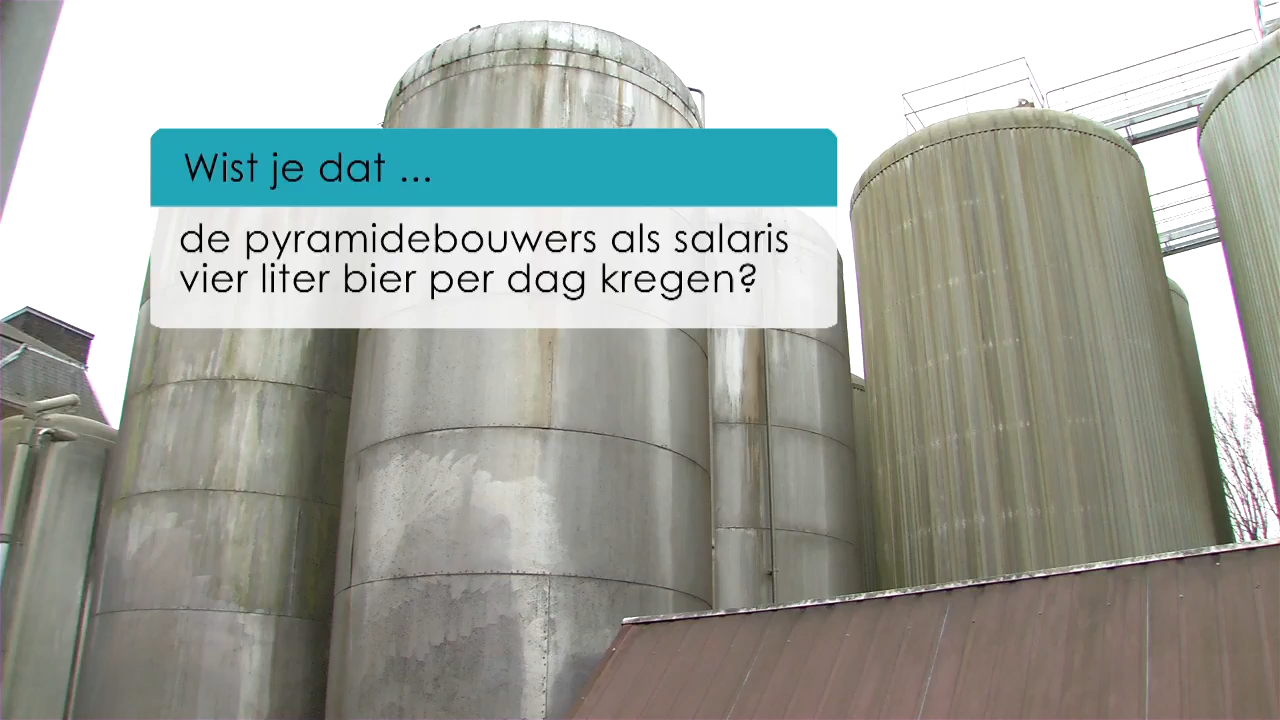 Wist je dat ...
de pyramidebouwers als salaris
vier liter bier per dag kregen?